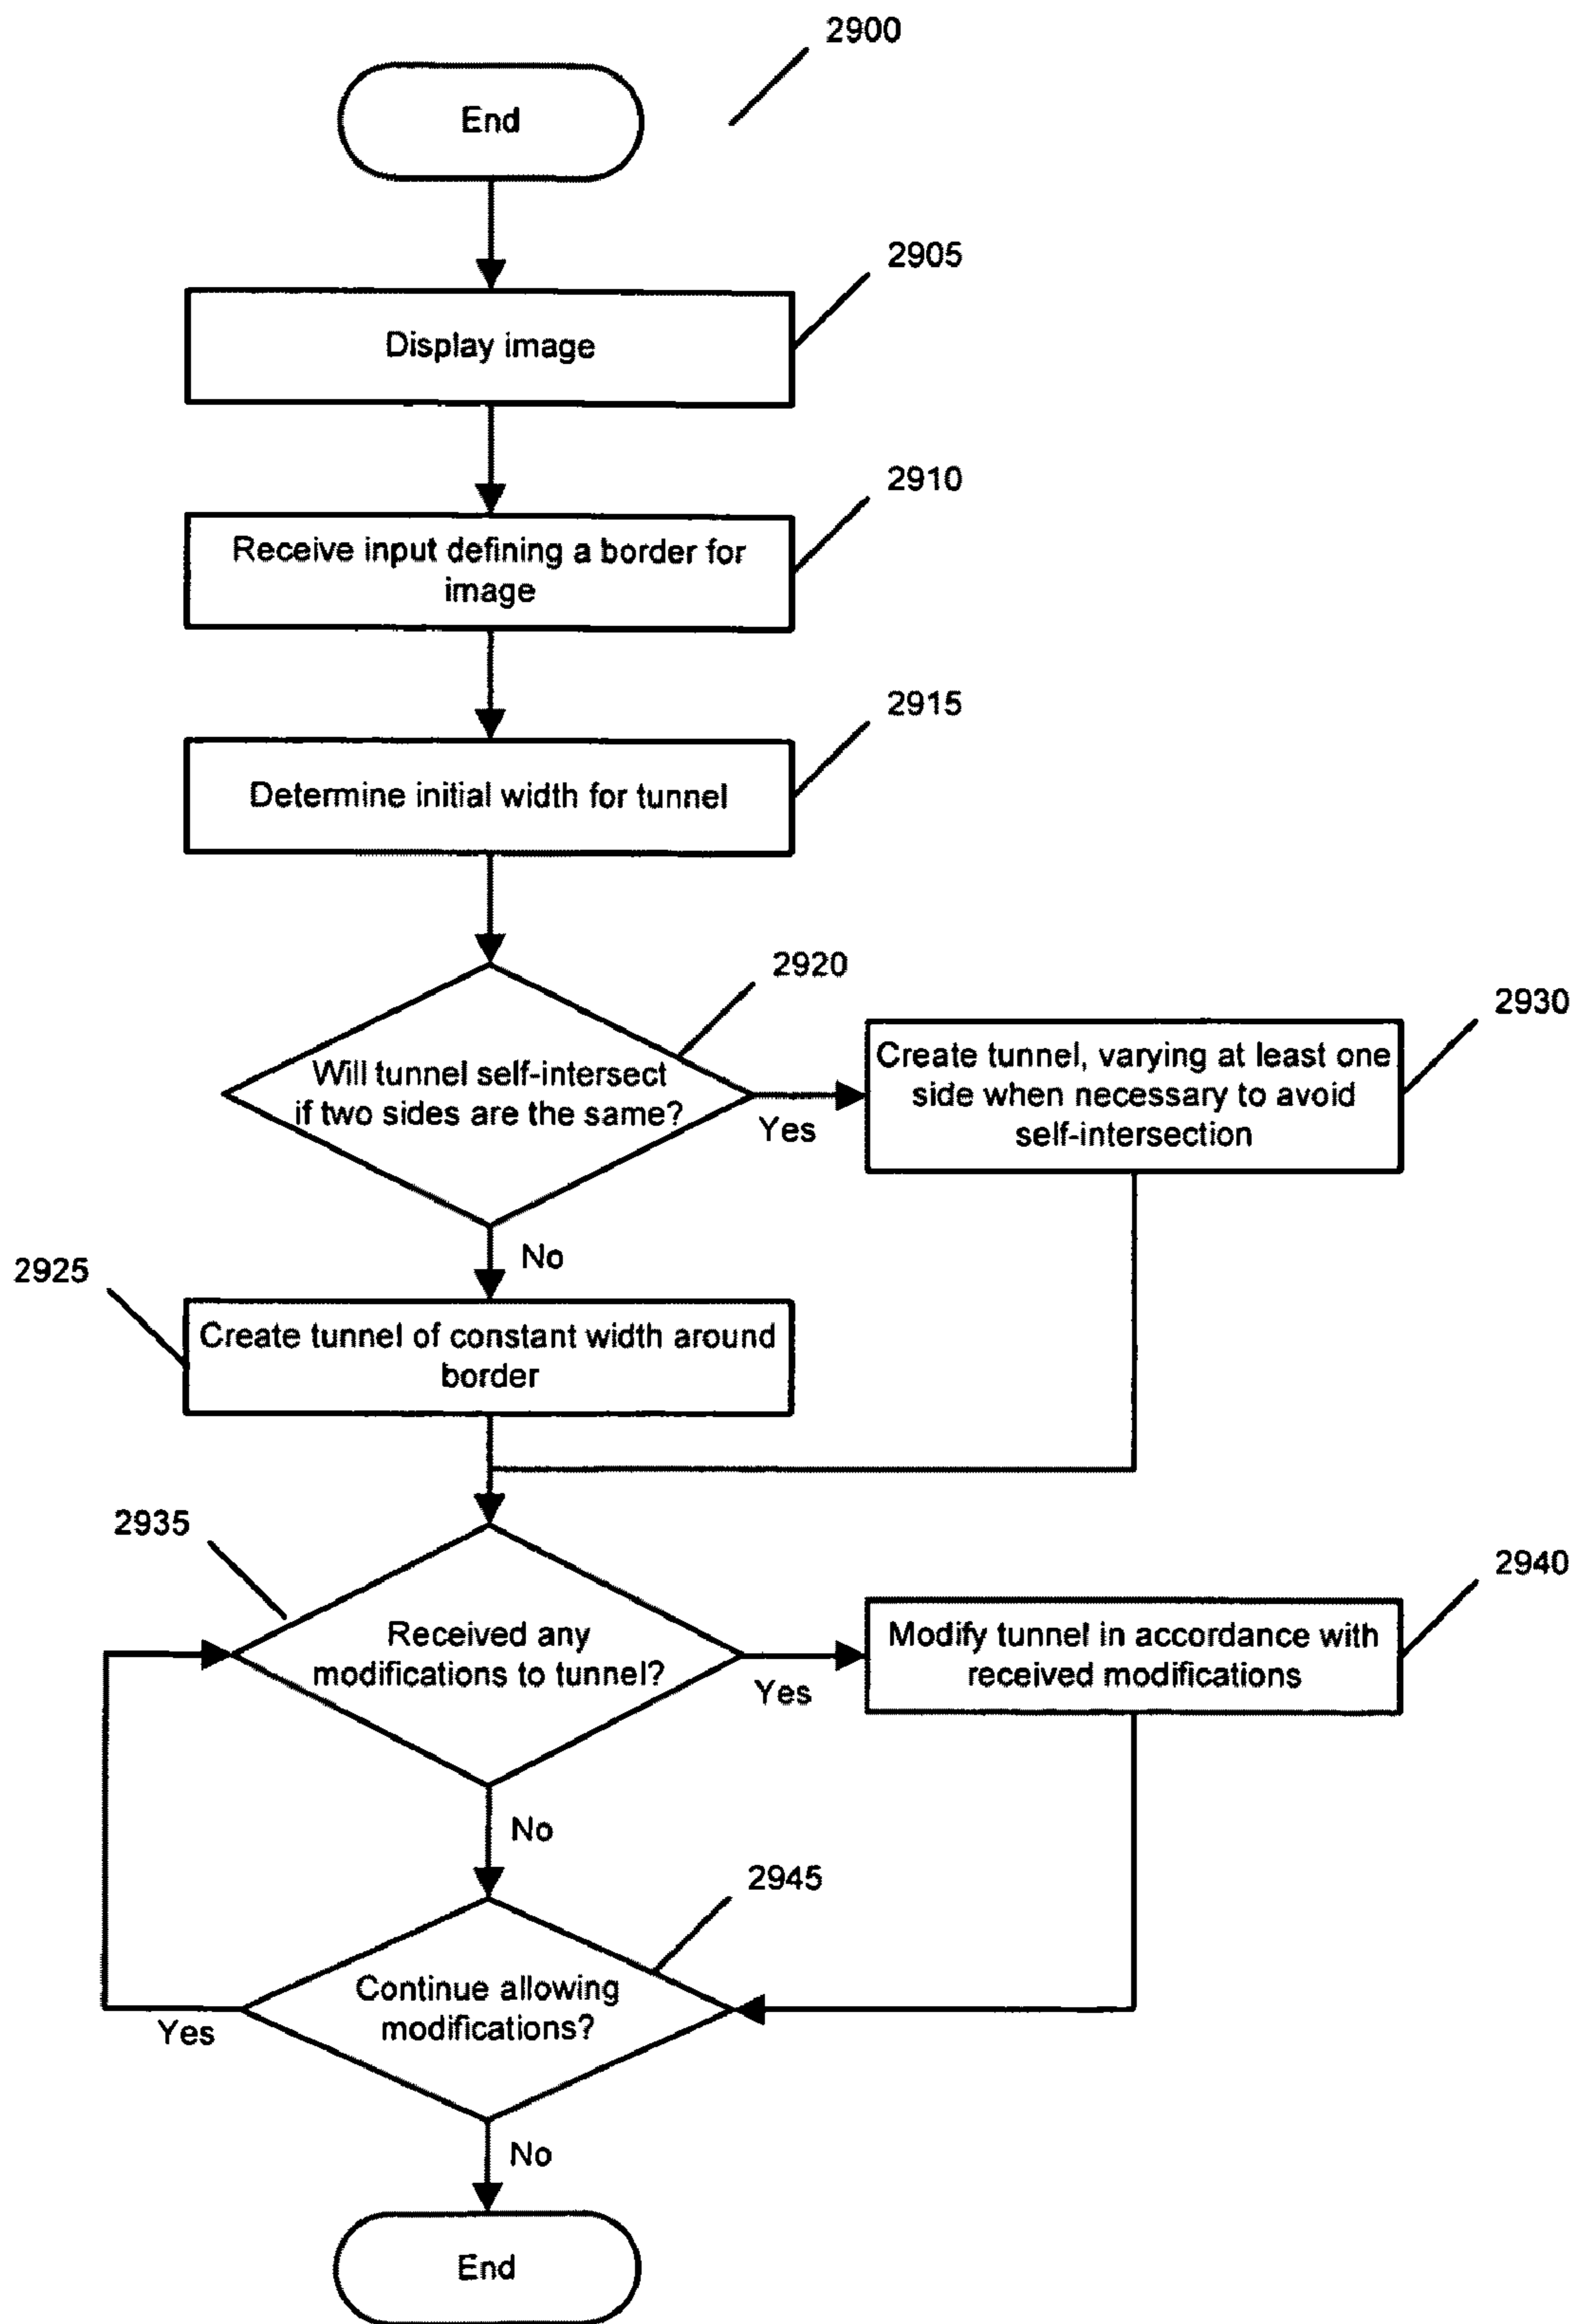 2900
End
2905
Display image
2910
Receive input defining a border for
image
2915
Determine initial width for tunnel
2920
Will tunnel self-intersect
if two sides are the same?
Yes
2930
Create tunnel, varying at least one
side when necessary to avoid
self-intersection
No
2925
Create tunnel of constant width around
border
2935
Received any
modifications to tunnel?
Yes
2940
Modify tunnel in accordance with
received modifications
No
2945
Continue allowing
modifications?
Yes
No
End